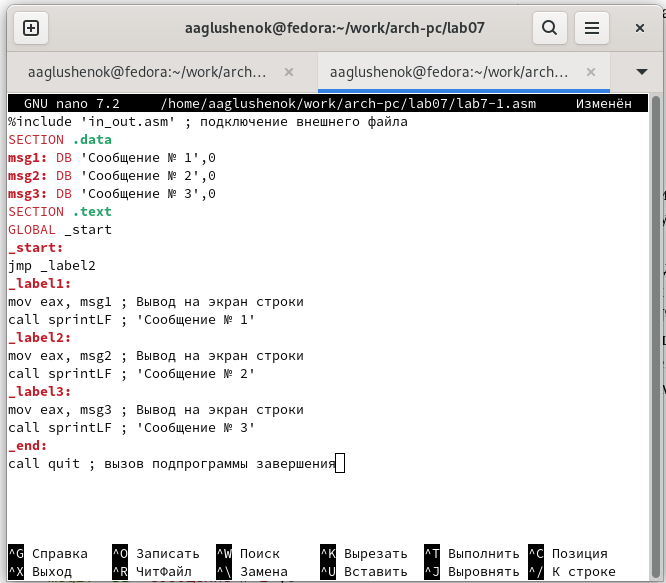 aaglushenok@fedora:~/work/arch-pc/lab07
aaglushenok@fedora:~/work/arch... × aaglushenok@fedora:~/work/arch... ×
GNU nano 7.2 /home/aaglushenok/work/arch-pc/lab07/lab7-1.asm Изменён
%include 'in_out.asm' ; подключение внешнего файла
SECTION .data
msg1: DB 'Сообщение № 1',0
msg2: DB 'Сообщение № 2',0
msg3: DB 'Сообщение № 3',0
SECTION .text
GLOBAL _start
_start:
jmp _label2
_label1:
mov eax, msg1 ; Вывод на экран строки
call sprintLF ; 'Сообщение № 1'
_label2:
mov eax, msg2 ; Вывод на экран строки
call sprintLF ; 'Сообщение № 2'
_label3:
mov eax, msg3 ; Вывод на экран строки
call sprintLF ; 'Сообщение № 3'
_end:
call quit ; вызов подпрограммы завершения
^G Справка ^O Записать ^W Поиск ^K Вырезать ^T Выполнить ^C Позиция
^X Выход ^R ЧитФайл ^\ Замена ^U Вставить ^J Выровнять ^/ К строке